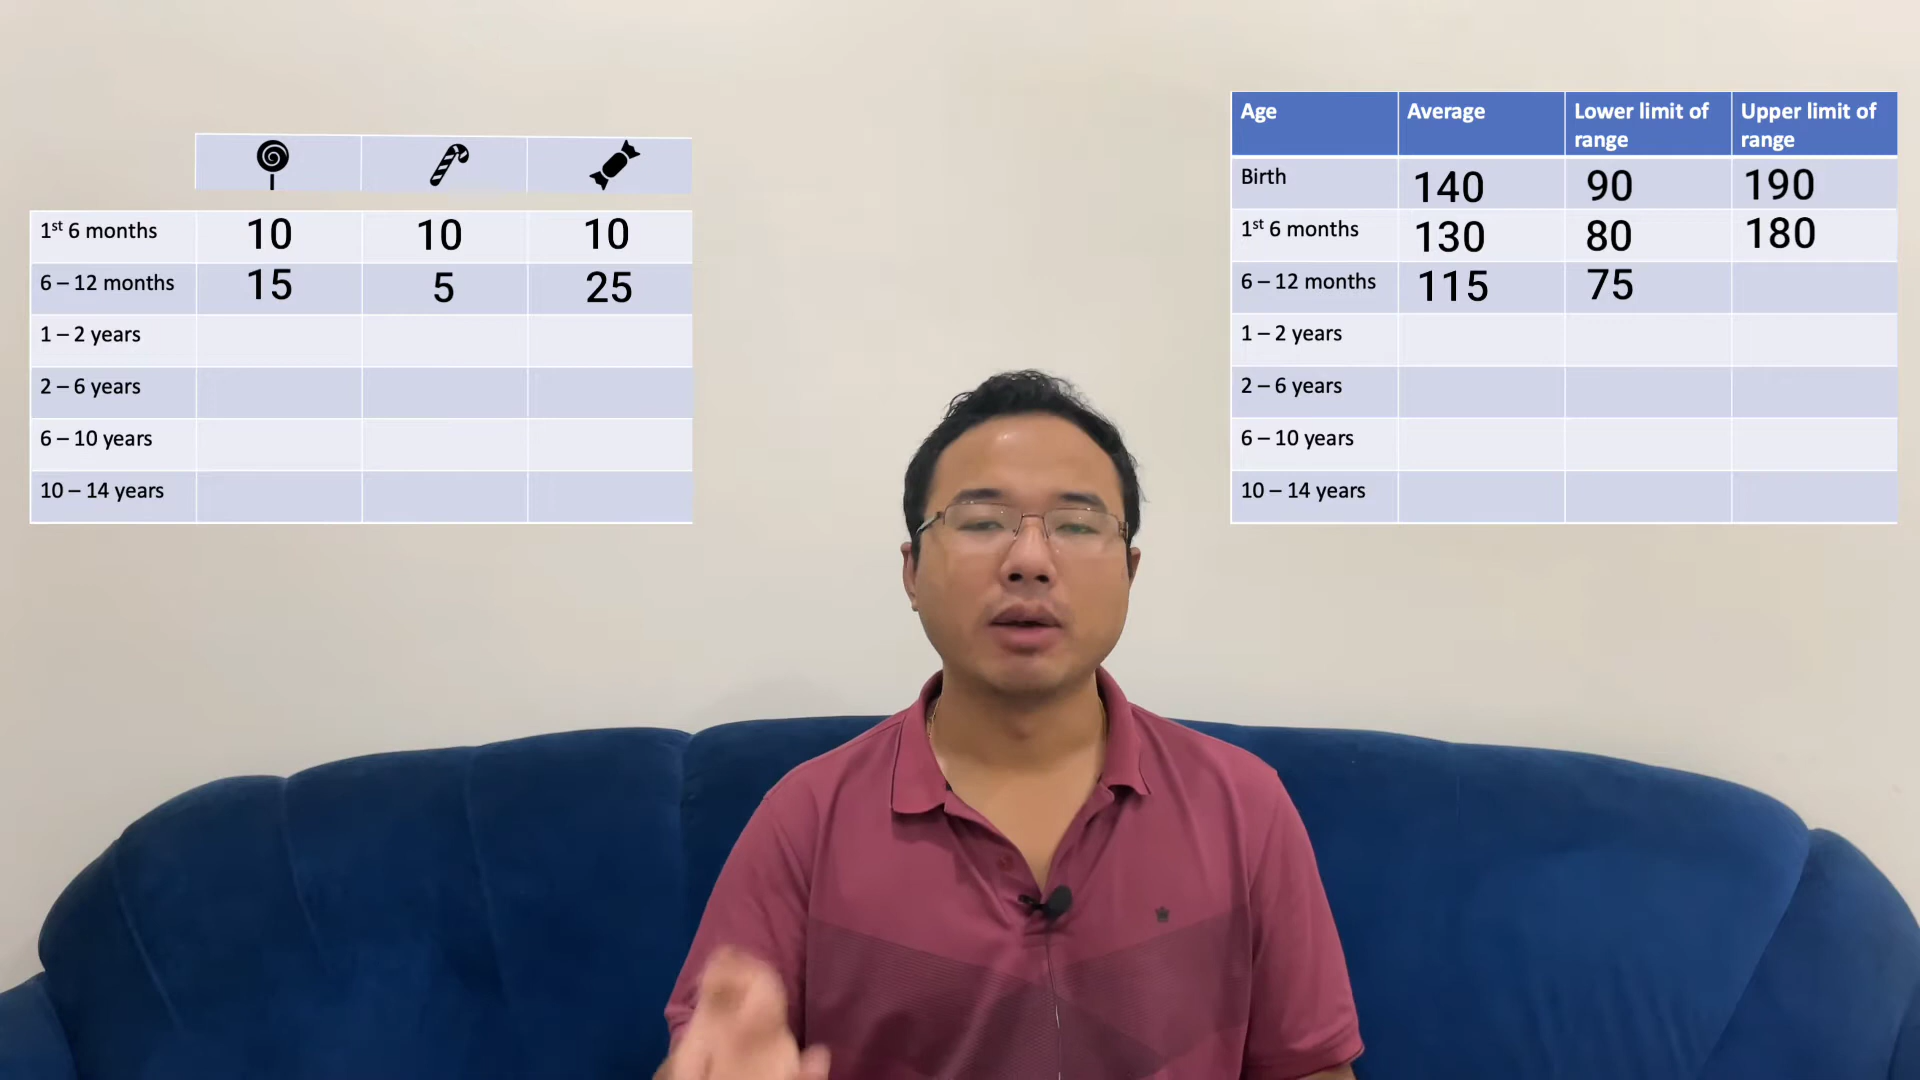 1st 6 months 10 10 10
6 – 12 months 15 5 25
1 – 2 years
2 – 6 years
6 – 10 years
10 – 14 years
Age Average Lower limit of range Upper limit of range
Birth 140 90 190
1st 6 months 130 80 180
6 – 12 months 115 75
1 – 2 years
2 – 6 years
6 – 10 years
10 – 14 years